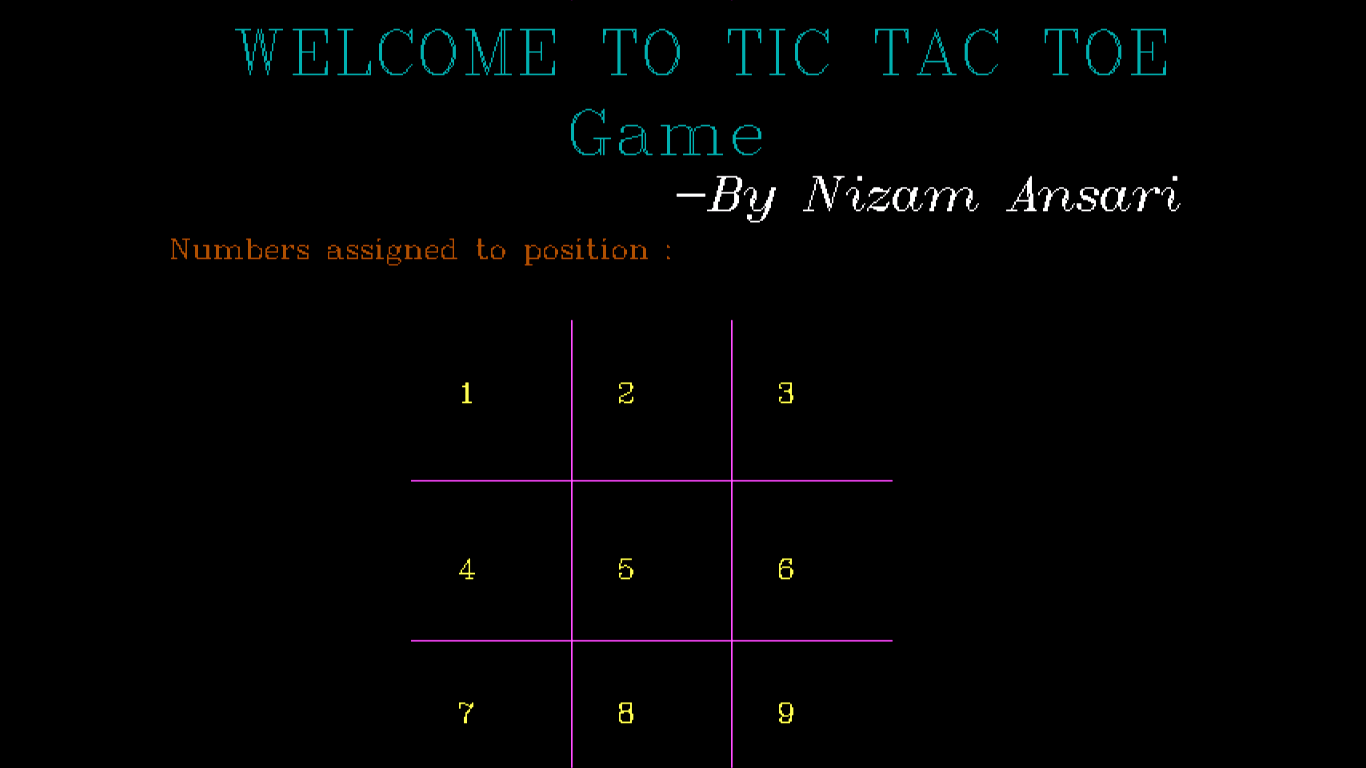 WELCOME TO TIC TAC TOE
Game
-By Nizam Ansari
Numbers assigned to position :
1 2 3
4 5 6
7 8 9